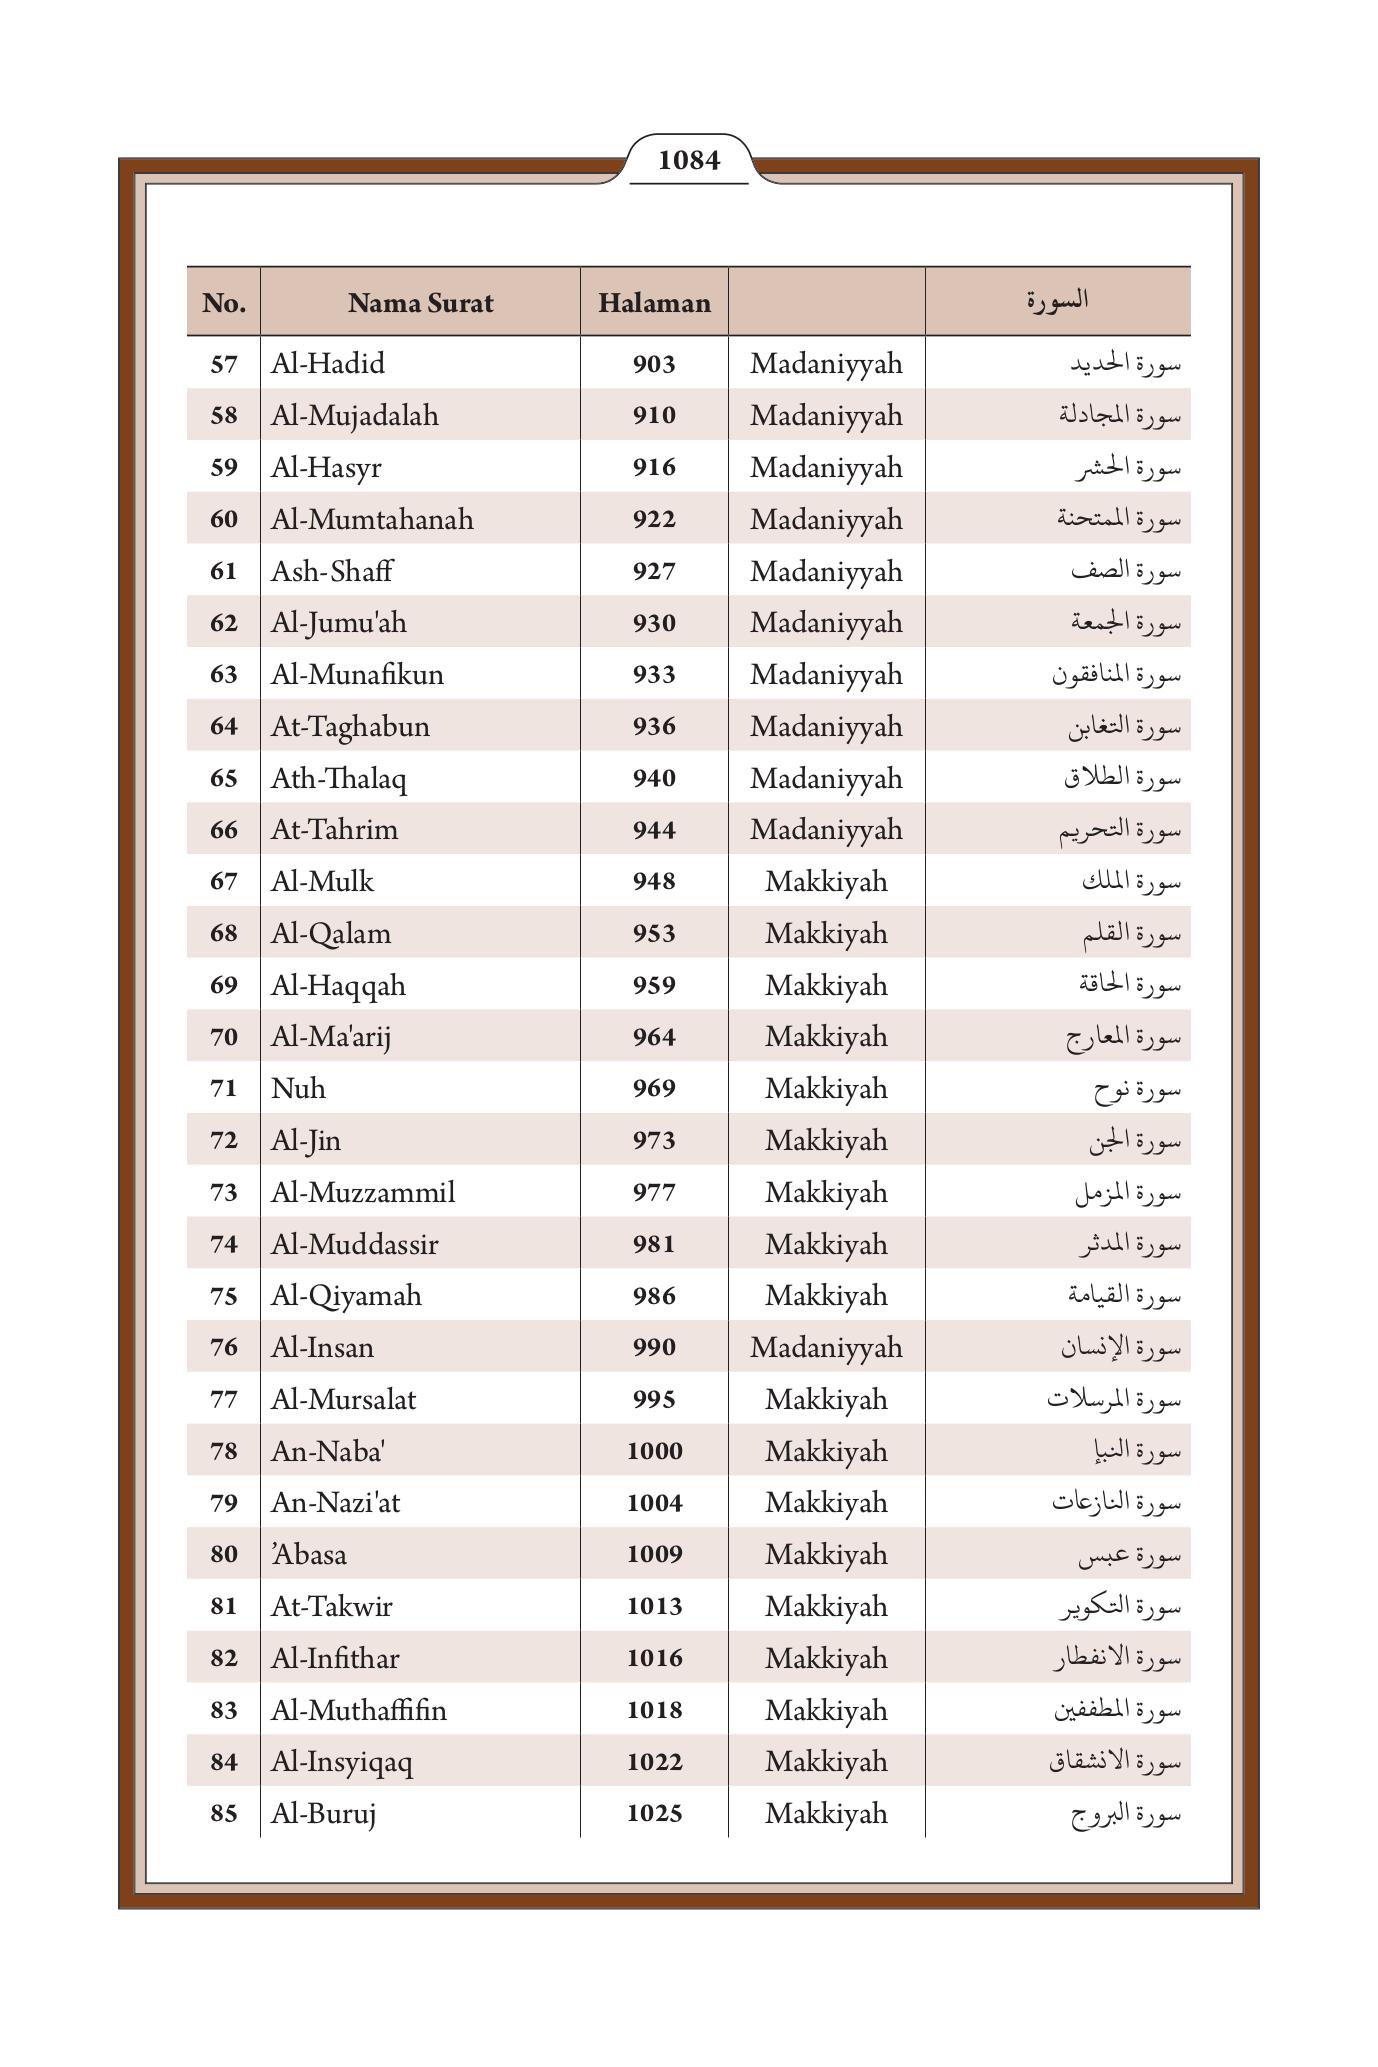 1084
No. Nama Surat Halaman السورة
57 Al-Hadid 903 Madaniyyah سورة الحديد
58 Al-Mujadalah 910 Madaniyyah سورة المجادلة
59 Al-Hasyr 916 Madaniyyah سورة الحشر
60 Al-Mumtahanah 922 Madaniyyah سورة الممتحنة
61 Ash-Shaff 927 Madaniyyah سورة الصف
62 Al-Jumu'ah 930 Madaniyyah سورة الجمعة
63 Al-Munafikun 933 Madaniyyah سورة المنافقون
64 At-Taghabun 936 Madaniyyah سورة التغابن
65 Ath-Thalaq 940 Madaniyyah سورة الطلاق
66 At-Tahrim 944 Madaniyyah سورة التحريم
67 Al-Mulk 948 Makkiyah سورة الملك
68 Al-Qalam 953 Makkiyah سورة القلم
69 Al-Haqqah 959 Makkiyah سورة الحاقة
70 Al-Ma'arij 964 Makkiyah سورة المعارج
71 Nuh 969 Makkiyah سورة نوح
72 Al-Jin 973 Makkiyah سورة الجن
73 Al-Muzzammil 977 Makkiyah سورة المزمل
74 Al-Muddassir 981 Makkiyah سورة المدثر
75 Al-Qiyamah 986 Makkiyah سورة القيامة
76 Al-Insan 990 Madaniyyah سورة الإنسان
77 Al-Mursalat 995 Makkiyah سورة المرسلات
78 An-Naba' 1000 Makkiyah سورة النبإ
79 An-Nazi'at 1004 Makkiyah سورة النازعات
80 ’Abasa 1009 Makkiyah سورة عبس
81 At-Takwir 1013 Makkiyah سورة التكوير
82 Al-Infithar 1016 Makkiyah سورة الانفطار
83 Al-Muthaffifin 1018 Makkiyah سورة المطففين
84 Al-Insyiqaq 1022 Makkiyah سورة الانشقاق
85 Al-Buruj 1025 Makkiyah سورة البروج